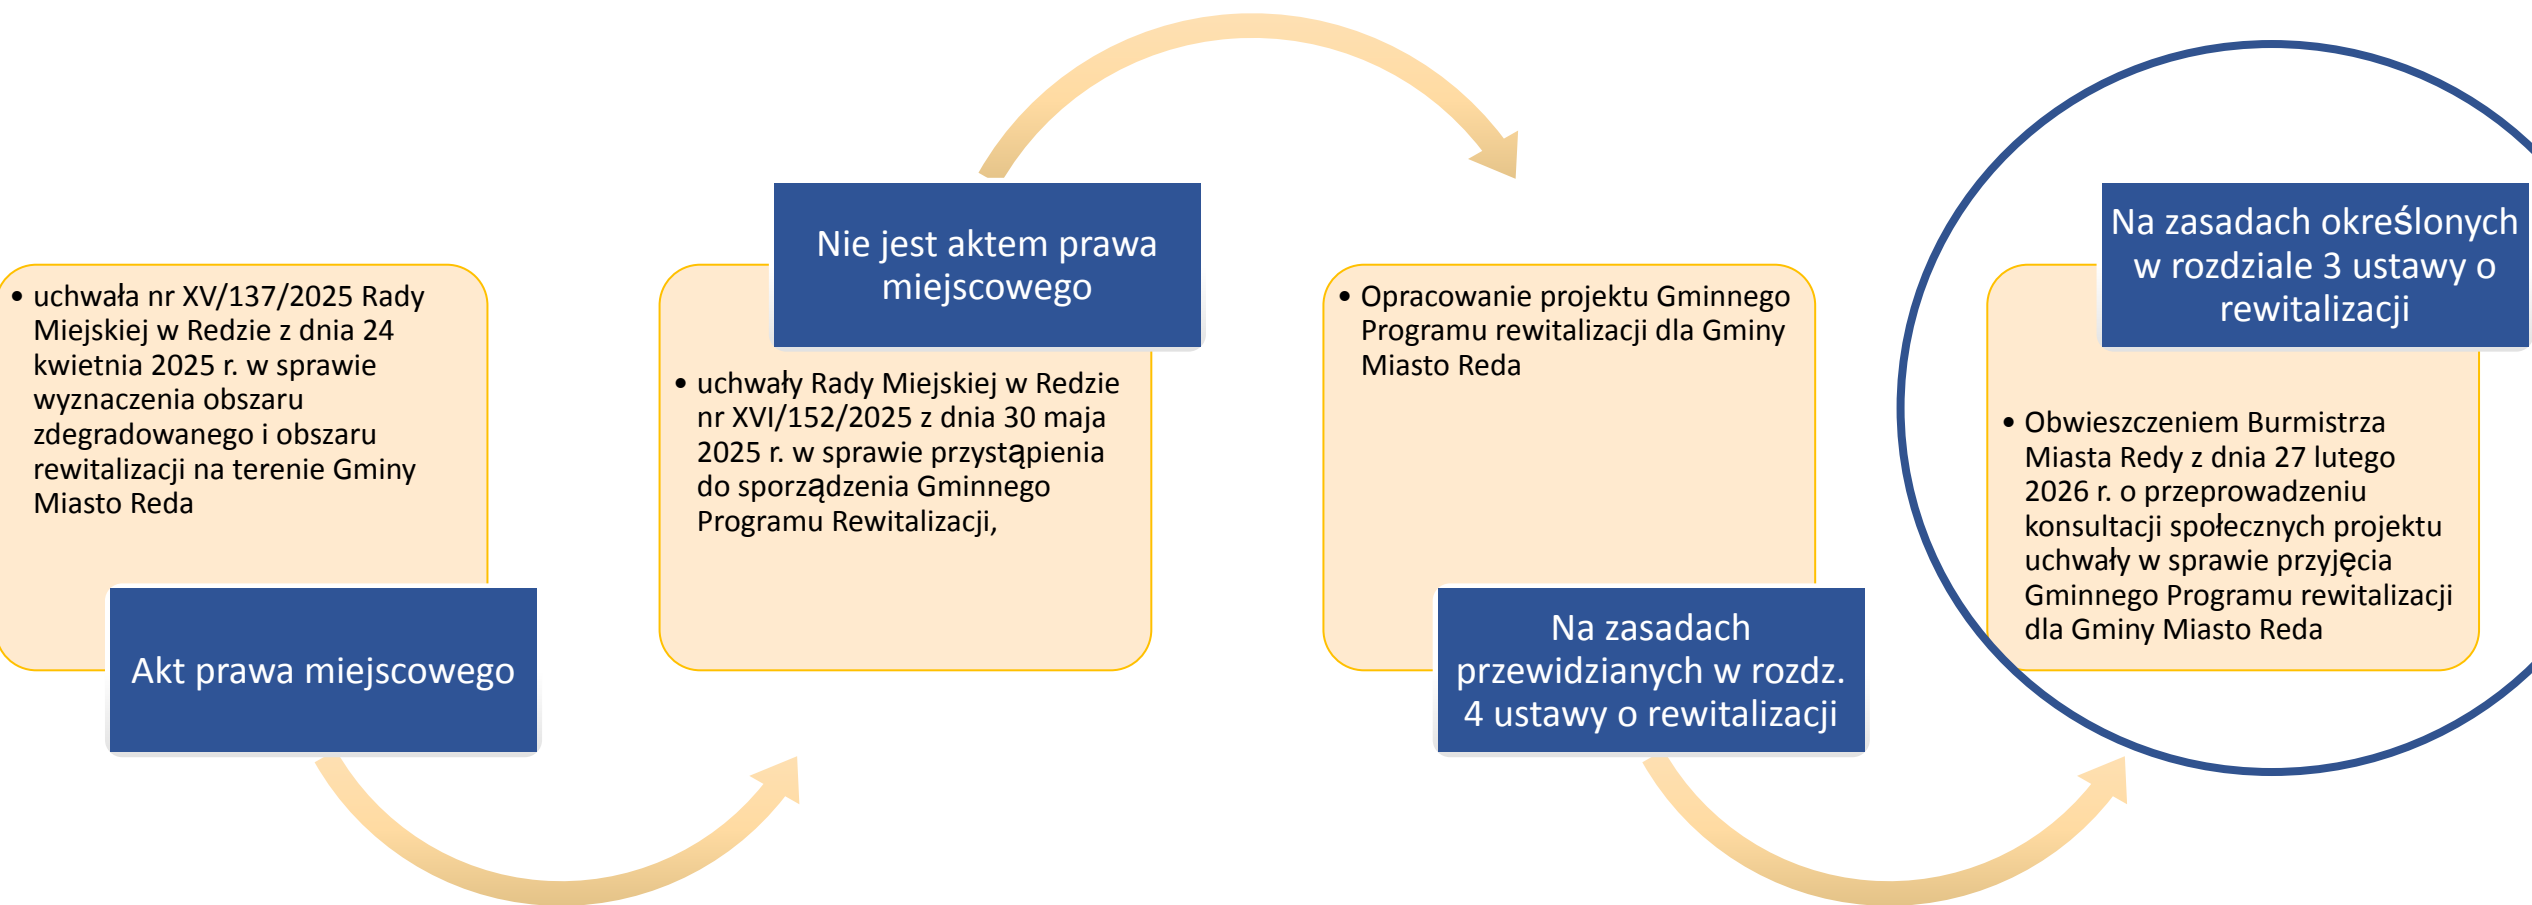 • uchwała nr XV/137/2025 Rady
Miejskiej w Redzie z dnia 24
kwietnia 2025 r. w sprawie
wyznaczenia obszaru
zdegradowanego i obszaru
rewitalizacji na terenie Gminy
Miasto Reda
Akt prawa miejscowego
Nie jest aktem prawa
miejscowego
• uchwały Rady Miejskiej w Redzie
nr XVI/152/2025 z dnia 30 maja
2025 r. w sprawie przystąpienia
do sporządzenia Gminnego
Programu Rewitalizacji,
• Opracowanie projektu Gminnego
Programu rewitalizacji dla Gminy
Miasto Reda
Na zasadach
przewidzianych w rozdz.
4 ustawy o rewitalizacji
Na zasadach określonych
w rozdziale 3 ustawy o
rewitalizacji
• Obwieszczeniem Burmistrza
Miasta Redy z dnia 27 lutego
2026 r. o przeprowadzeniu
konsultacji społecznych projektu
uchwały w sprawie przyjęcia
Gminnego Programu rewitalizacji
dla Gminy Miasto Reda